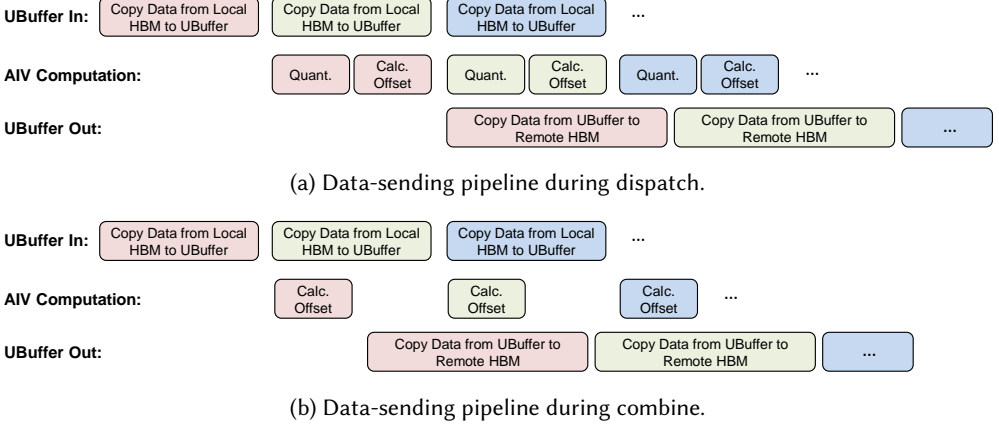 UBuffer In: Copy Data from Local HBM to UBuffer Copy Data from Local HBM to UBuffer Copy Data from Local HBM to UBuffer ...
AIV Computation: Quant. Calc. Offset Quant. Calc. Offset Quant. Calc. Offset ...
UBuffer Out: Copy Data from UBuffer to Remote HBM Copy Data from UBuffer to Remote HBM ...
(a) Data-sending pipeline during dispatch.
UBuffer In: Copy Data from Local HBM to UBuffer Copy Data from Local HBM to UBuffer Copy Data from Local HBM to UBuffer ...
AIV Computation: Calc. Offset Calc. Offset Calc. Offset ...
UBuffer Out: Copy Data from UBuffer to Remote HBM Copy Data from UBuffer to Remote HBM ...
(b) Data-sending pipeline during combine.